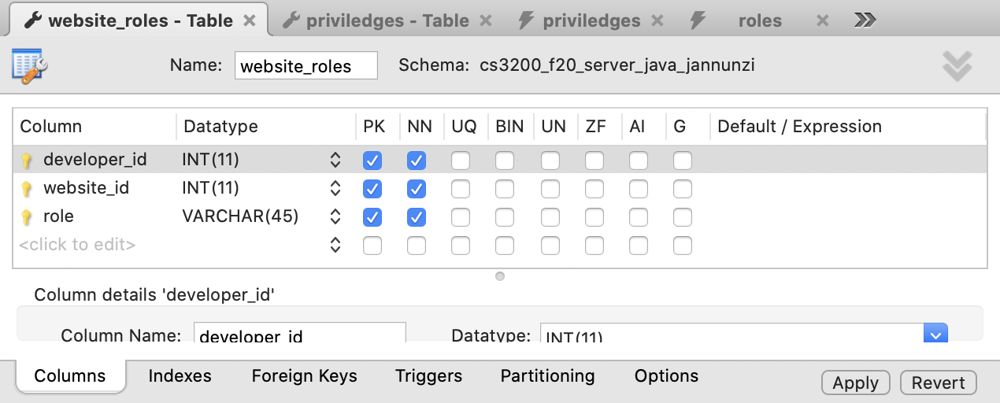 website_roles - Table priviledges - Table priviledges roles
Name: website_roles Schema: cs3200_f20_server_java_jannunzi
Column Datatype PK NN UQ BIN UN ZF AI G Default / Expression
developer_id INT(11)
website_id INT(11)
role VARCHAR(45)
<click to edit>
Column details 'developer_id'
Column Name: developer_id Datatype: INT(11)
Columns Indexes Foreign Keys Triggers Partitioning Options Apply Revert